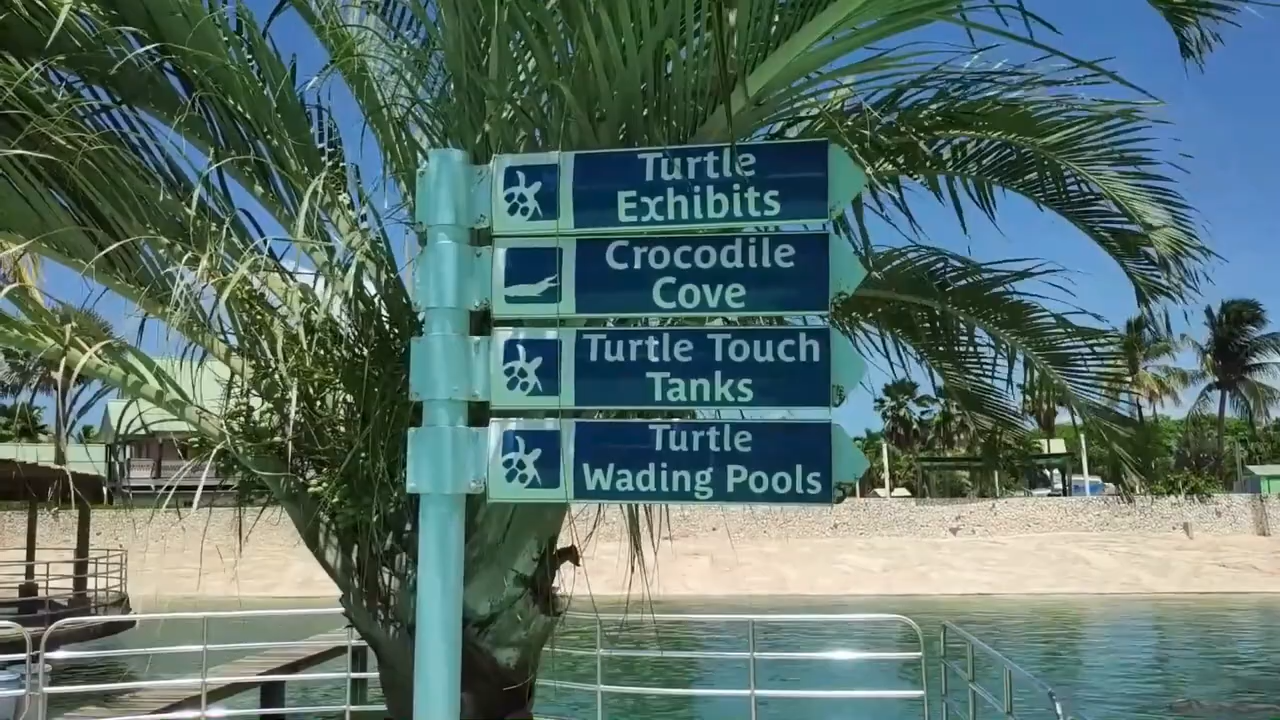 Turtle
Exhibits
Crocodile
Cove
Turtle Touch
Tanks
Turtle
Wading Pools